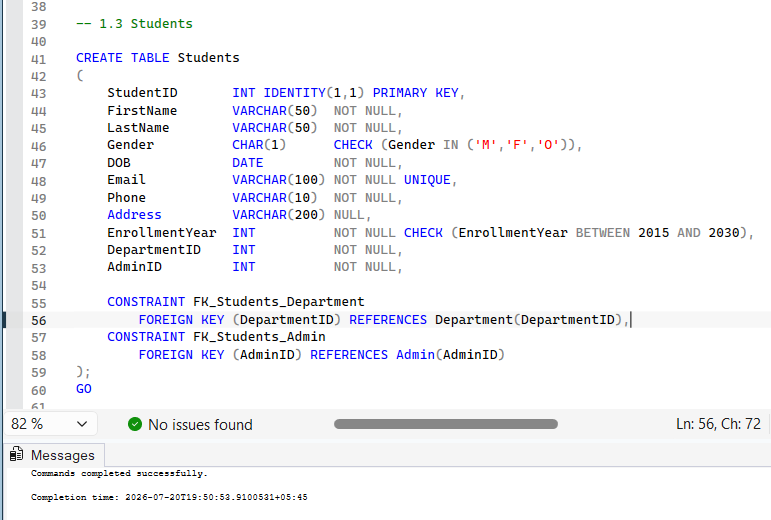 38
39 -- 1.3 Students
40
41 CREATE TABLE Students
42 (
43 StudentID INT IDENTITY(1,1) PRIMARY KEY,
44 FirstName VARCHAR(50) NOT NULL,
45 LastName VARCHAR(50) NOT NULL,
46 Gender CHAR(1) CHECK (Gender IN ('M','F','O')),
47 DOB DATE NOT NULL,
48 Email VARCHAR(100) NOT NULL UNIQUE,
49 Phone VARCHAR(10) NOT NULL,
50 Address VARCHAR(200) NULL,
51 EnrollmentYear INT NOT NULL CHECK (EnrollmentYear BETWEEN 2015 AND 2030),
52 DepartmentID INT NOT NULL,
53 AdminID INT NOT NULL,
54
55 CONSTRAINT FK_Students_Department
56 FOREIGN KEY (DepartmentID) REFERENCES Department(DepartmentID),
57 CONSTRAINT FK_Students_Admin
58 FOREIGN KEY (AdminID) REFERENCES Admin(AdminID)
59 );
60 GO
61
82 % No issues found Ln: 56, Ch: 72
Messages
Commands completed successfully.
Completion time: 2026-07-20T19:50:53.9100531+05:45